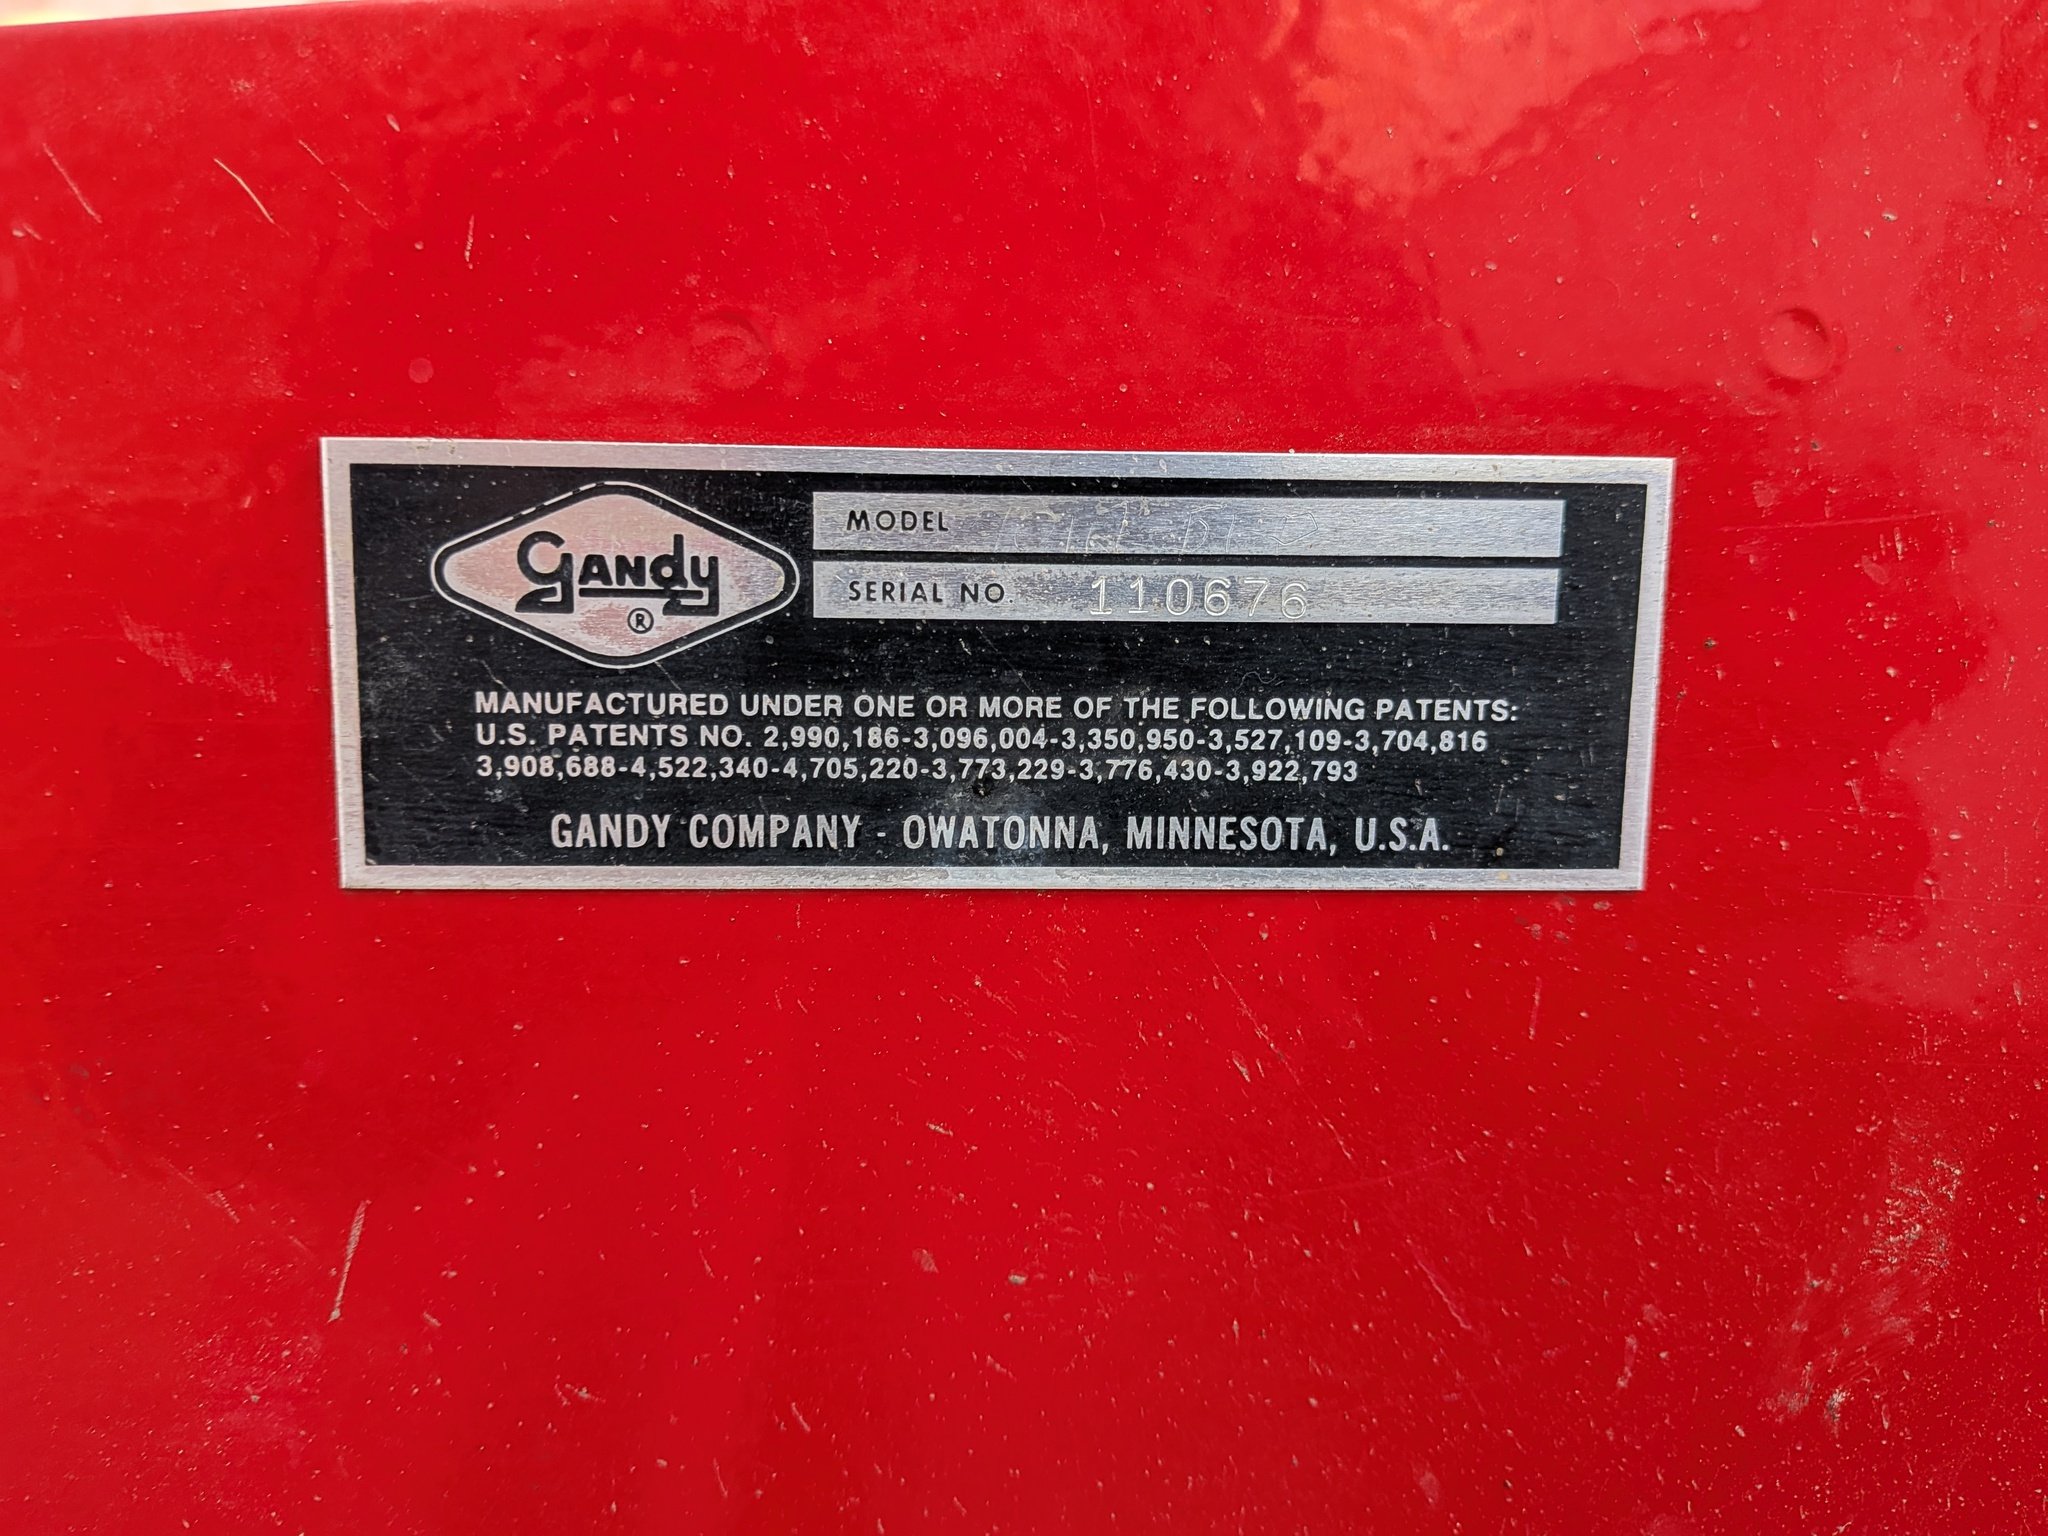 Gandy
®
MODEL
SERIAL NO. 110676
MANUFACTURED UNDER ONE OR MORE OF THE FOLLOWING PATENTS:
U.S. PATENTS NO. 2,990,186-3,096,004-3,350,950-3,527,109-3,704,816
3,908,688-4,522,340-4,705,220-3,773,229-3,776,430-3,922,793
GANDY COMPANY - OWATONNA, MINNESOTA, U.S.A.